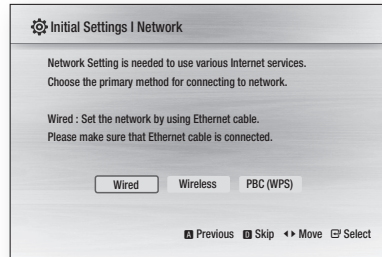 Initial Settings I Network
Network Setting is needed to use various Internet services.
Choose the primary method for connecting to network.
Wired : Set the network by using Ethernet cable.
Please make sure that Ethernet cable is connected.
Wired Wireless PBC (WPS)
A Previous D Skip ◄► Move Select